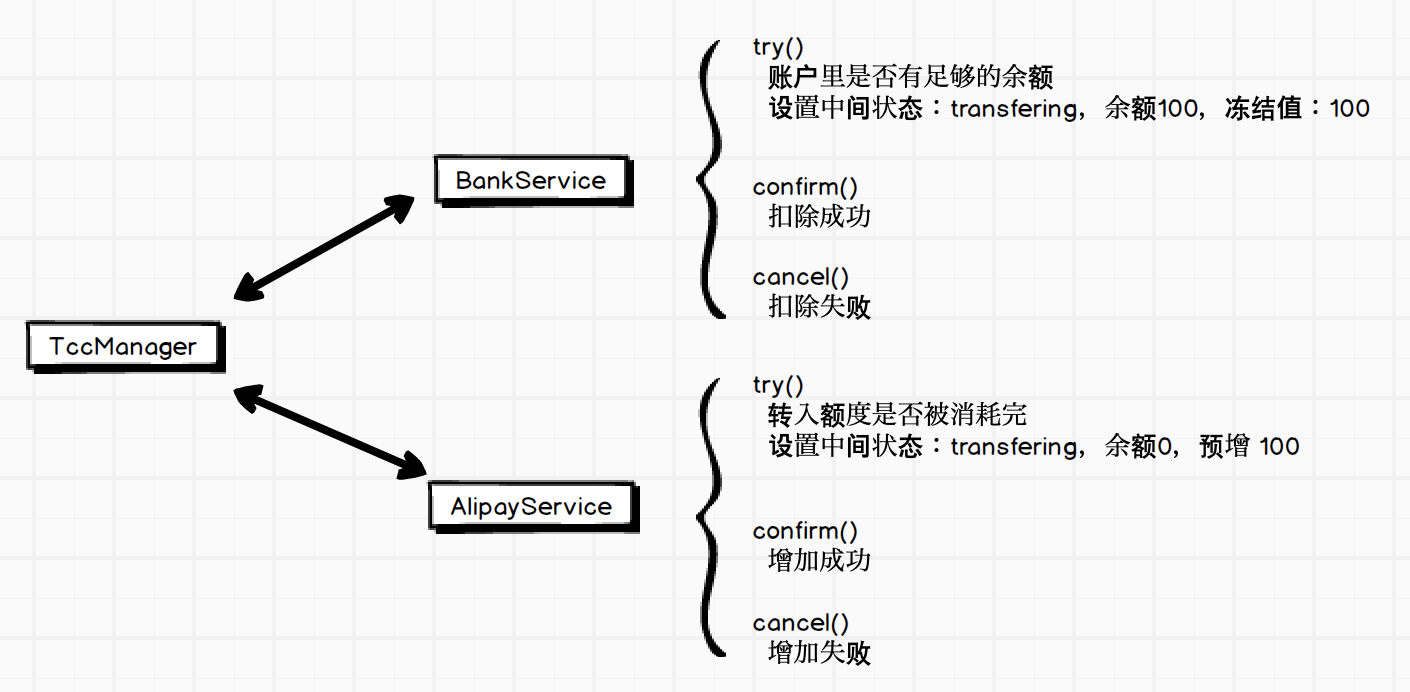 TccManager
BankService
try()
账户里是否有足够的余额
设置中间状态：transfering，余额100，冻结值：100
confirm()
扣除成功
cancel()
扣除失败
AlipayService
try()
转入额度是否被消耗完
设置中间状态：transfering，余额0，预增 100
confirm()
增加成功
cancel()
增加失败